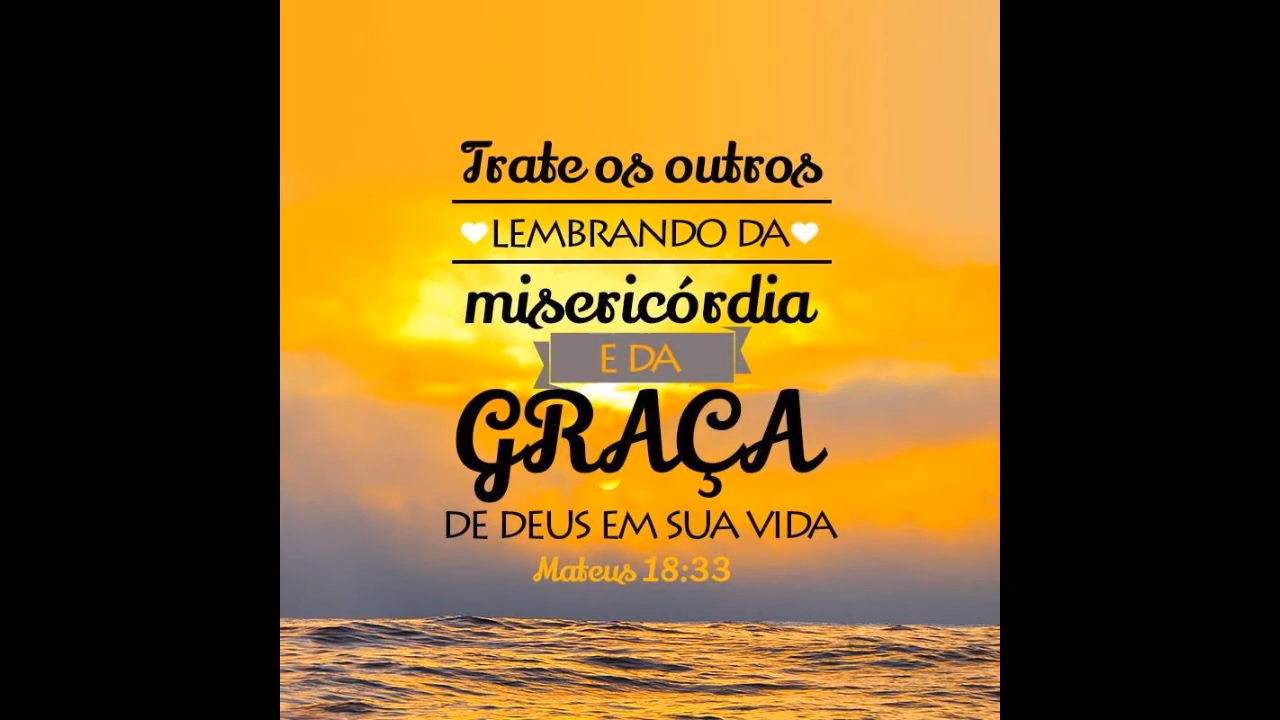 Trate os outros
LEMBRANDO DA
misericórdia
E DA
GRAÇA
DE DEUS EM SUA VIDA
Mateus 18:33